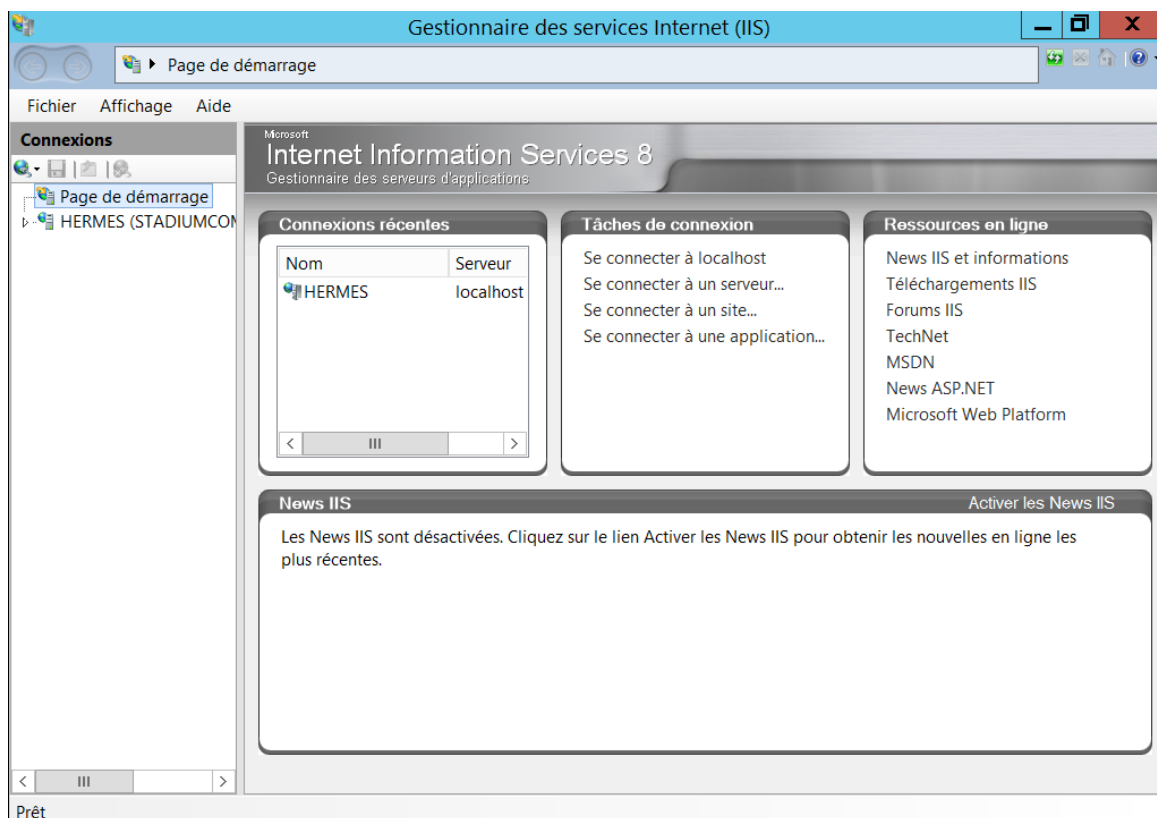 Gestionnaire des services Internet (IIS)
Page de démarrage
Fichier Affichage Aide
Connexions
Page de démarrage
HERMES (STADIUMCON
Microsoft
Internet Information Services 8
Gestionnaire des serveurs d'applications
Connexions récentes
Nom Serveur
HERMES localhost
Tâches de connexion
Se connecter à localhost
Se connecter à un serveur...
Se connecter à un site...
Se connecter à une application...
Ressources en ligne
News IIS et informations
Téléchargements IIS
Forums IIS
TechNet
MSDN
News ASP.NET
Microsoft Web Platform
News IIS Activer les News IIS
Les News IIS sont désactivées. Cliquez sur le lien Activer les News IIS pour obtenir les nouvelles en ligne les
plus récentes.
Prêt